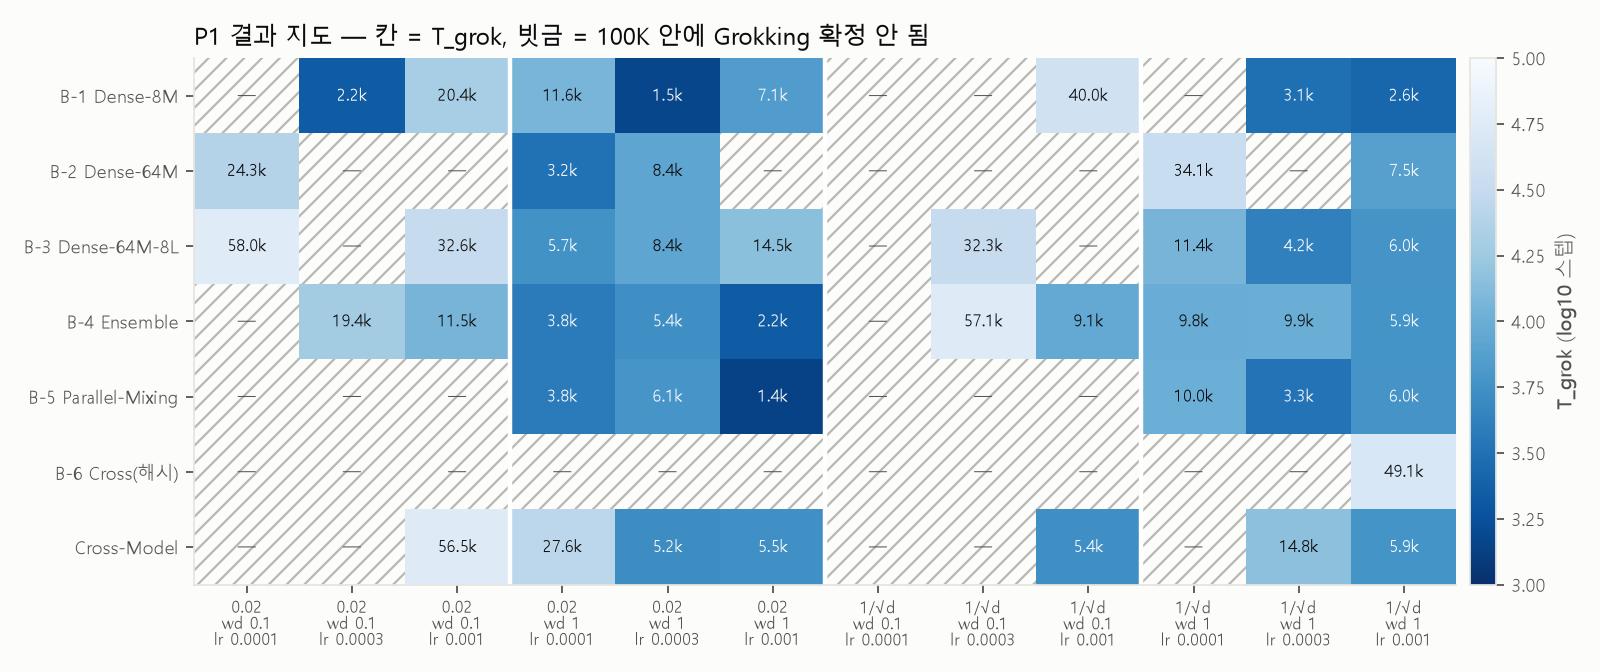 P1 결과 지도 — 칸 = T_grok, 빗금 = 100K 안에 Grokking 확정 안 됨
B-1 Dense-8M — 2.2k 20.4k 11.6k 1.5k 7.1k — — 40.0k — 3.1k 2.6k
B-2 Dense-64M 24.3k — — 3.2k 8.4k — — — — 34.1k — 7.5k
B-3 Dense-64M-8L 58.0k — 32.6k 5.7k 8.4k 14.5k — 32.3k — 11.4k 4.2k 6.0k
B-4 Ensemble — 19.4k 11.5k 3.8k 5.4k 2.2k — 57.1k 9.1k 9.8k 9.9k 5.9k
B-5 Parallel-Mixing — — — 3.8k 6.1k 1.4k — — — 10.0k 3.3k 6.0k
B-6 Cross(해시) — — — — — — — — — — — 49.1k
Cross-Model — — 56.5k 27.6k 5.2k 5.5k — — 5.4k — 14.8k 5.9k
0.02 0.02 0.02 0.02 0.02 0.02 1/√d 1/√d 1/√d 1/√d 1/√d 1/√d
wd 0.1 wd 0.1 wd 0.1 wd 1 wd 1 wd 1 wd 0.1 wd 0.1 wd 0.1 wd 1 wd 1 wd 1
lr 0.0001 lr 0.0003 lr 0.001 lr 0.0001 lr 0.0003 lr 0.001 lr 0.0001 lr 0.0003 lr 0.001 lr 0.0001 lr 0.0003 lr 0.001
5.00
4.75
4.50
4.25
4.00
3.75
3.50
3.25
3.00
T_grok (log10 스텝)